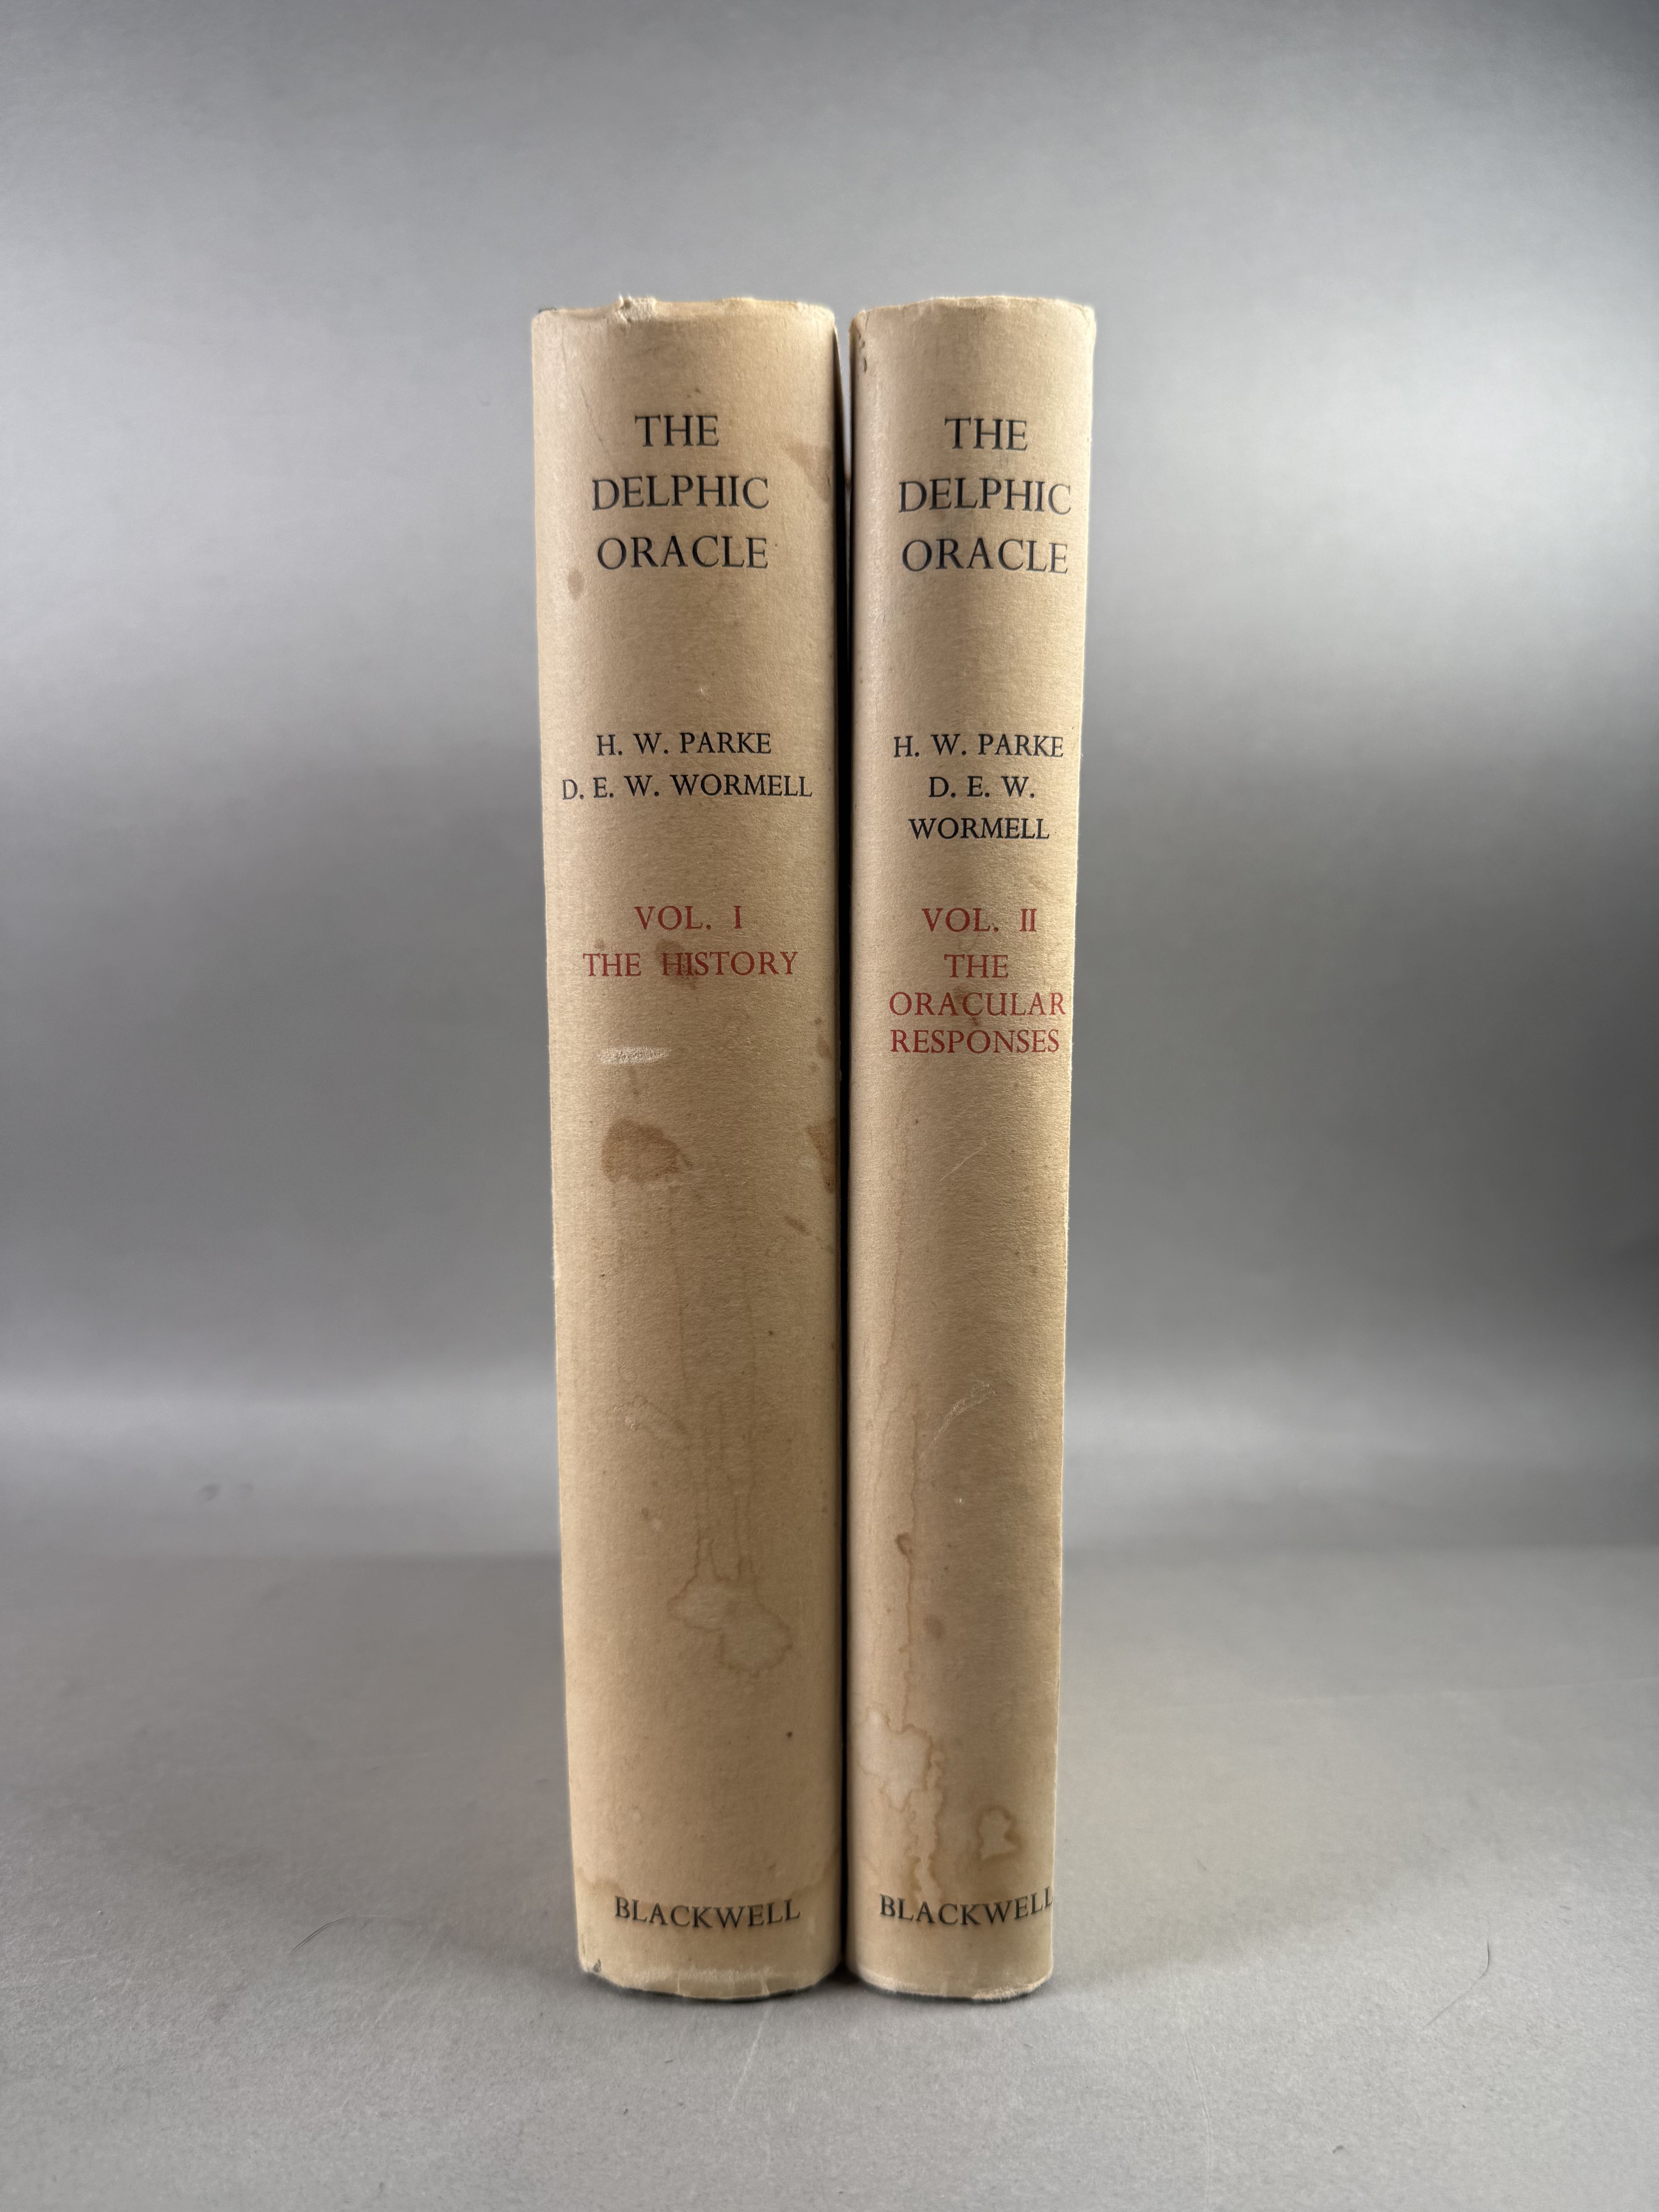 THE
DELPHIC
ORACLE
H. W. PARKE
D. E. W. WORMELL
VOL. I
THE HISTORY
BLACKWELL
THE
DELPHIC
ORACLE
H. W. PARKE
D. E. W.
WORMELL
VOL. II
THE
ORACULAR
RESPONSES
BLACKWELL